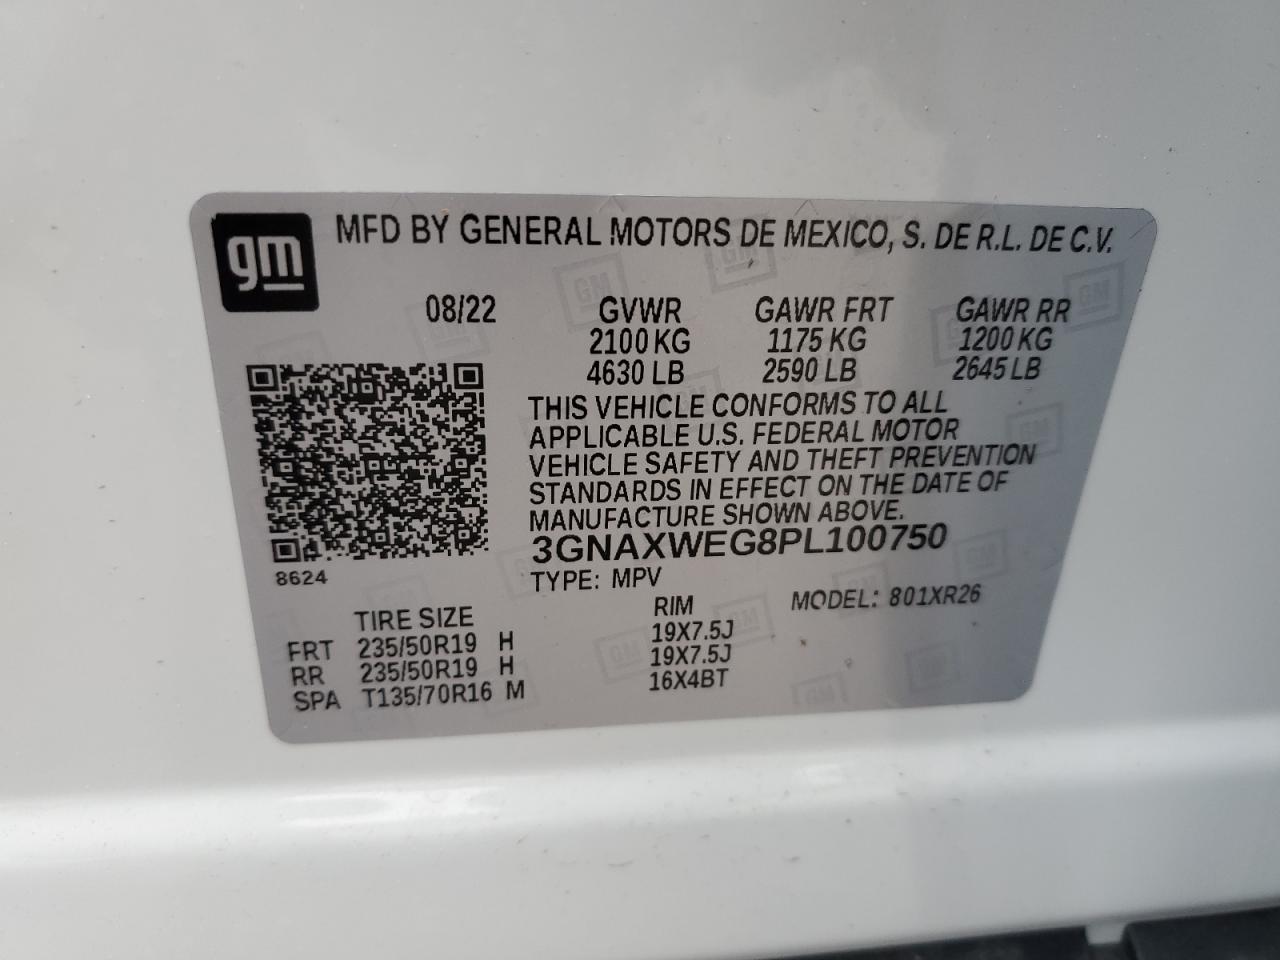 gm
MFD BY GENERAL MOTORS DE MEXICO, S. DE R.L. DE C.V.
08/22 GVWR GAWR FRT GAWR RR
2100 KG 1175 KG 1200 KG
4630 LB 2590 LB 2645 LB
THIS VEHICLE CONFORMS TO ALL
APPLICABLE U.S. FEDERAL MOTOR
VEHICLE SAFETY AND THEFT PREVENTION
STANDARDS IN EFFECT ON THE DATE OF
MANUFACTURE SHOWN ABOVE.
3GNAXWEG8PL100750
8624
TYPE: MPV MODEL: 801XR26
TIRE SIZE RIM
FRT 235/50R19 H 19X7.5J
RR 235/50R19 H 19X7.5J
SPA T135/70R16 M 16X4BT